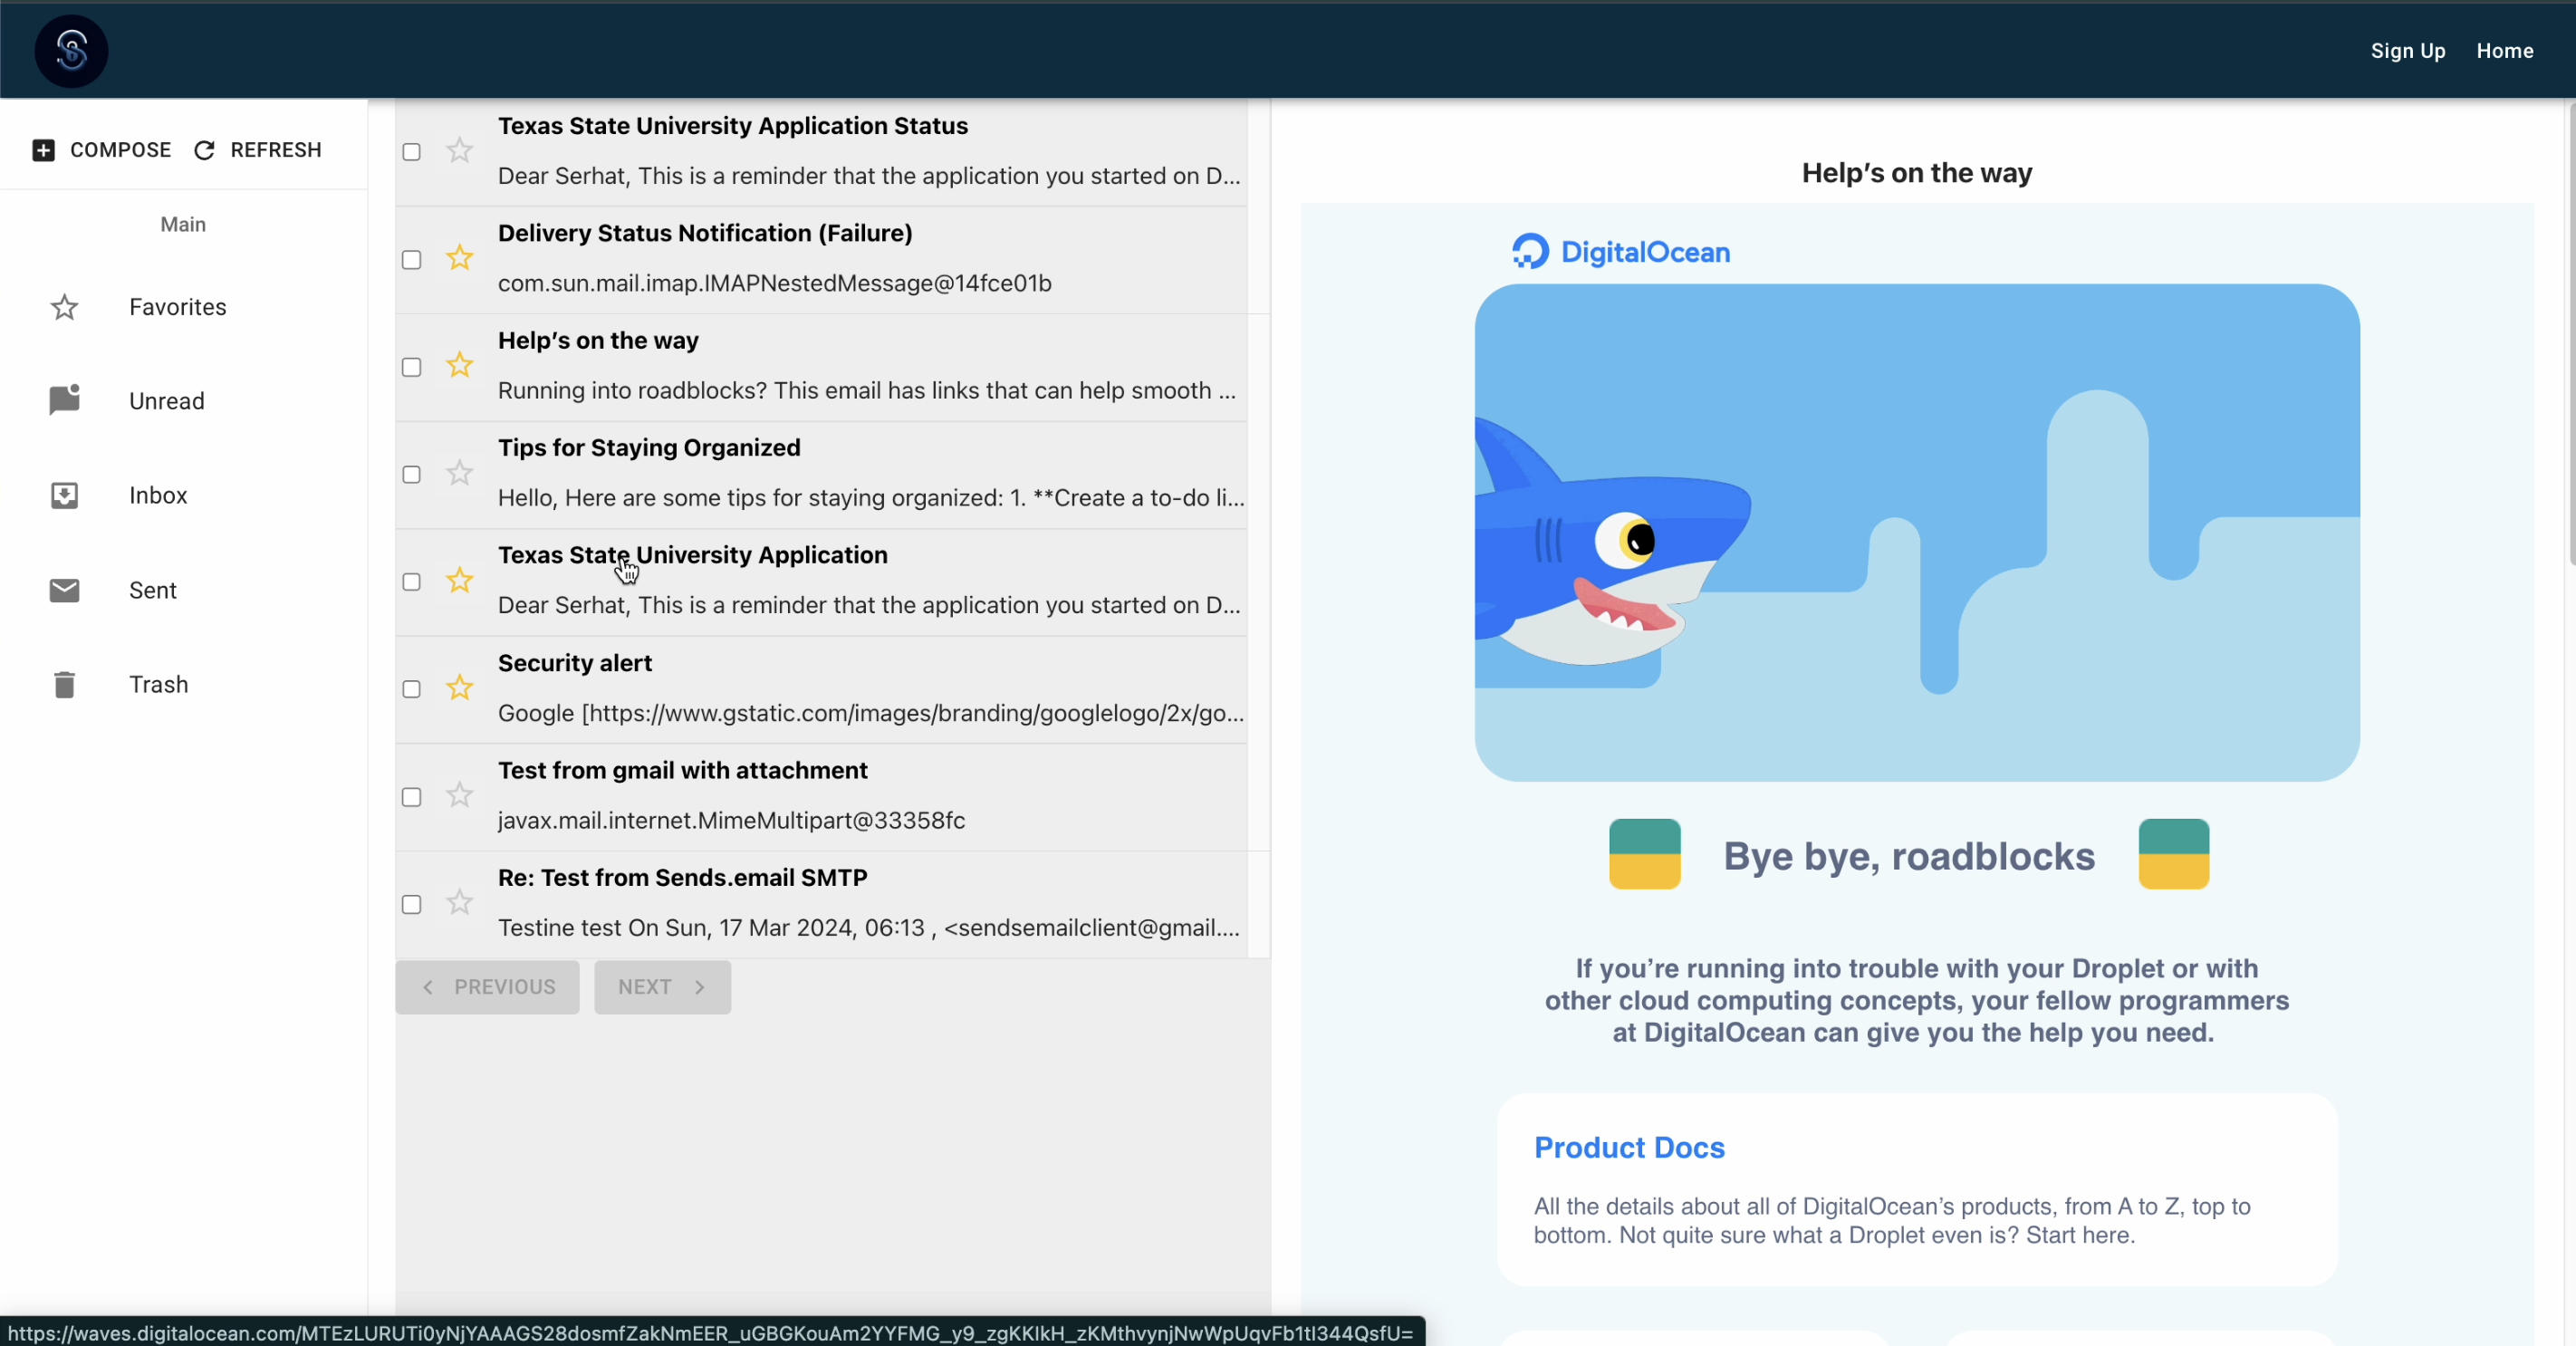 Sign Up Home
COMPOSE REFRESH
Main
Favorites
Unread
Inbox
Sent
Trash
Texas State University Application Status
Dear Serhat, This is a reminder that the application you started on D...
Delivery Status Notification (Failure)
com.sun.mail.imap.IMAPNestedMessage@14fce01b
Help’s on the way
Running into roadblocks? This email has links that can help smooth ...
Tips for Staying Organized
Hello, Here are some tips for staying organized: 1. **Create a to-do li...
Texas State University Application
Dear Serhat, This is a reminder that the application you started on D...
Security alert
Google [https://www.gstatic.com/images/branding/googlelogo/2x/go...
Test from gmail with attachment
javax.mail.internet.MimeMultipart@33358fc
Re: Test from Sends.email SMTP
Testine test On Sun, 17 Mar 2024, 06:13 , <sendsemailclient@gmail....
PREVIOUS NEXT
Help’s on the way
DigitalOcean
Bye bye, roadblocks
If you’re running into trouble with your Droplet or with
other cloud computing concepts, your fellow programmers
at DigitalOcean can give you the help you need.
Product Docs
All the details about all of DigitalOcean’s products, from A to Z, top to
bottom. Not quite sure what a Droplet even is? Start here.
https://waves.digitalocean.com/MTEzLURUTi0yNjYAAAGS28dosmfZakNmEER_uGBGKouAm2YYFMG_y9_zgKKlkH_zKMthvynjNwWpUqvFb1tI344QsfU=